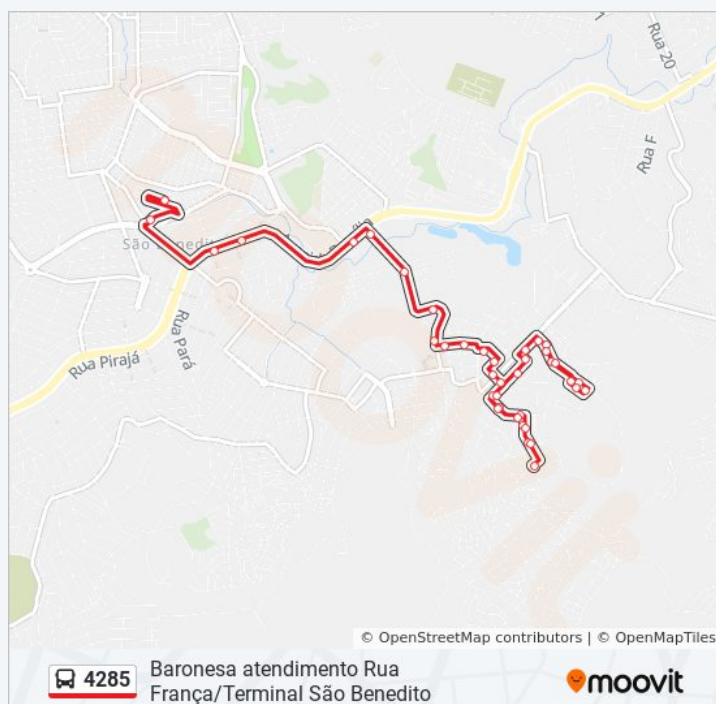 Rua 20
Rua F
São Benedito
Rua Pará
Rua Pirajá
© OpenStreetMap contributors | © OpenMapTiles
4285
Baronesa atendimento Rua
França/Terminal São Benedito
moovit